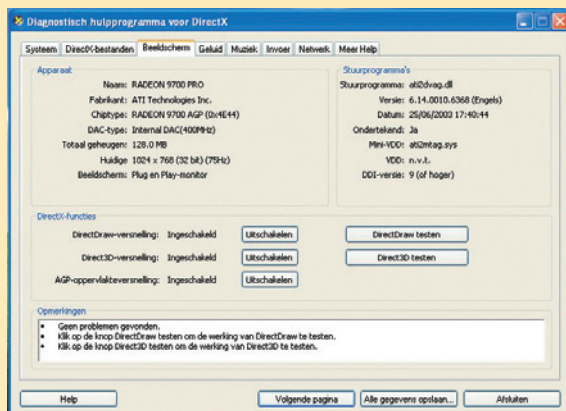 Diagnostisch hulpprogramma voor DirectX
Systeem DirectX-bestanden Beeldscherm Geluid Muziek Invoer Netwerk Meer Help
Apparaat
Naam: RADEON 9700 PRO
Fabrikant: ATI Technologies Inc.
Chiptype: RADEON 9700 AGP (0x4E44)
DAC-type: Internal DAC(400MHz)
Totaal geheugen: 128.0 MB
Huidige 1024 x 768 (32 bit) (75Hz)
Beeldscherm: Plug en Play-monitor
Stuurprogramma's
Stuurprogramma: ati2dvag.dll
Versie: 6.14.0010.6368 (Engels)
Datum: 25/06/2003 17:40:44
Ondertekend: Ja
Mini-VDD: ati2mtag.sys
VDD: n.v.t.
DDI-versie: 9 (of hoger)
DirectX-functies
DirectDraw-versnelling: Ingeschakeld Uitschakelen DirectDraw testen
Direct3D-versnelling: Ingeschakeld Uitschakelen Direct3D testen
AGP-oppervlakteversnelling: Ingeschakeld Uitschakelen
Opmerkingen
• Geen problemen gevonden.
• Klik op de knop DirectDraw testen om de werking van DirectDraw te testen.
• Klik op de knop Direct3D testen om de werking van Direct3D te testen.
Help Volgende pagina Alle gegevens opslaan... Afsluiten